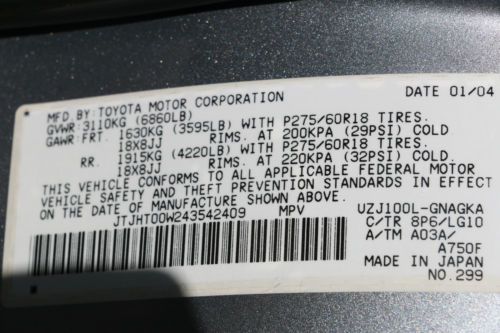 MFD.BY:TOYOTA MOTOR CORPORATION DATE 01/04
GVWR:3110KG (6860LB)
GAWR:FRT. 1630KG (3595LB) WITH P275/60R18 TIRES.
18X8JJ RIMS. AT 200KPA (29PSI) COLD
RR. 1915KG (4220LB) WITH P275/60R18 TIRES.
18X8JJ RIMS. AT 220KPA (32PSI) COLD
THIS VEHICLE CONFORMS TO ALL APPLICABLE FEDERAL MOTOR
VEHICLE SAFETY AND THEFT PREVENTION STANDARDS IN EFFECT
ON THE DATE OF MANUFACTURE SHOWN ABOVE.
JTJHT00W243542409 MPV UZJ100L-GNAGKA
C/TR 8P6/LG10
A/TM A03A/
A750F
MADE IN JAPAN
NO.299